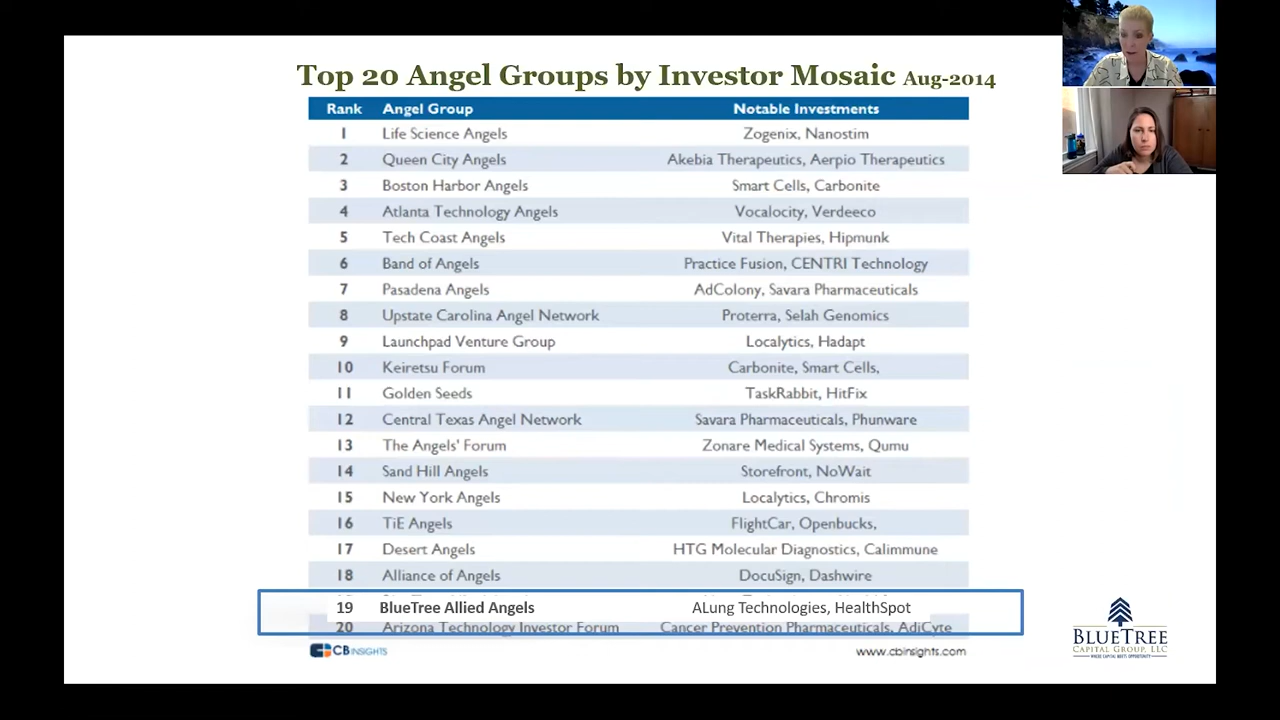 Top 20 Angel Groups by Investor Mosaic Aug-2014
Rank Angel Group Notable Investments
1 Life Science Angels Zogenix, Nanostim
2 Queen City Angels Akebia Therapeutics, Aerpio Therapeutics
3 Boston Harbor Angels Smart Cells, Carbonite
4 Atlanta Technology Angels Vocalocity, Verdeeco
5 Tech Coast Angels Vital Therapies, Hipmunk
6 Band of Angels Practice Fusion, CENTRI Technology
7 Pasadena Angels AdColony, Savara Pharmaceuticals
8 Upstate Carolina Angel Network Proterra, Selah Genomics
9 Launchpad Venture Group Localytics, Hadapt
10 Keiretsu Forum Carbonite, Smart Cells,
11 Golden Seeds TaskRabbit, HitFix
12 Central Texas Angel Network Savara Pharmaceuticals, Phunware
13 The Angels' Forum Zonare Medical Systems, Qumu
14 Sand Hill Angels Storefront, NoWait
15 New York Angels Localytics, Chromis
16 TiE Angels FlightCar, Openbucks,
17 Desert Angels HTG Molecular Diagnostics, Calimmune
18 Alliance of Angels DocuSign, Dashwire
19 BlueTree Allied Angels ALung Technologies, HealthSpot
20 Arizona Technology Investor Forum Cancer Prevention Pharmaceuticals, AdiCyte
CBINSIGHTS www.cbinsights.com
BLUETREE
CAPITAL GROUP, LLC
WHERE CAPITAL MEETS OPPORTUNITY